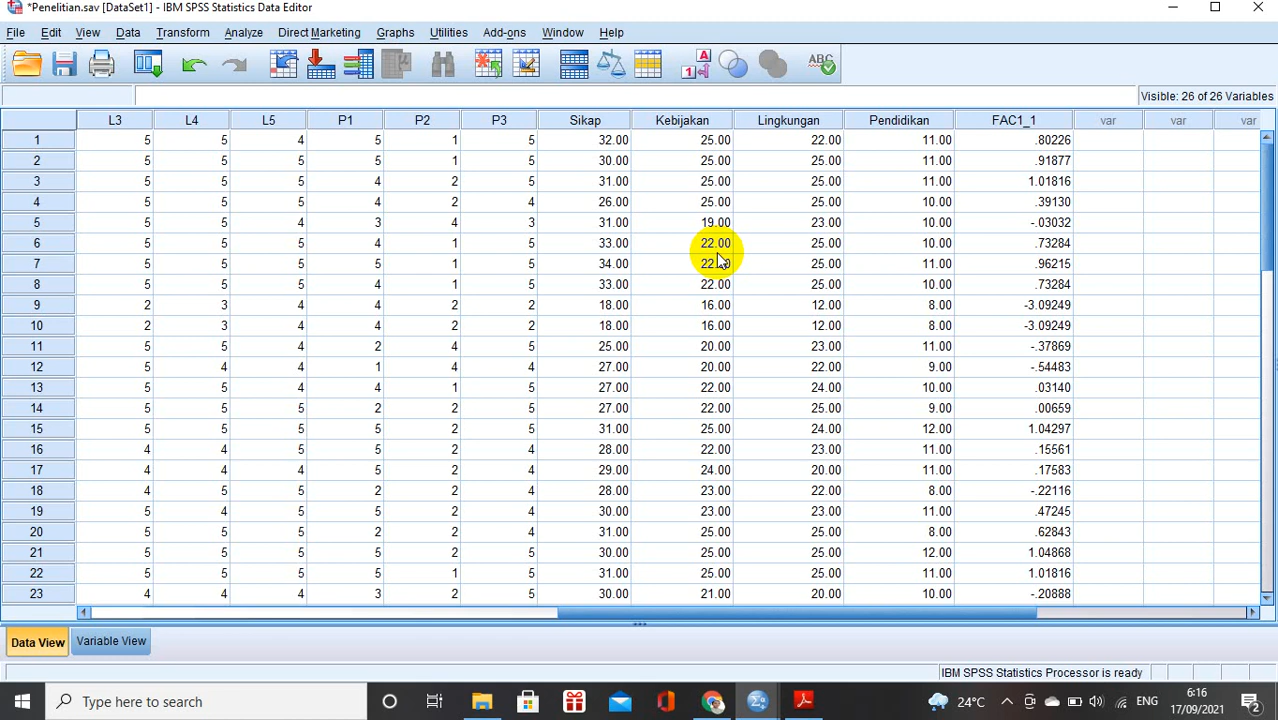 *Penelitian.sav [DataSet1] - IBM SPSS Statistics Data Editor
File Edit View Data Transform Analyze Direct Marketing Graphs Utilities Add-ons Window Help
Visible: 26 of 26 Variables
L3 L4 L5 P1 P2 P3 Sikap Kebijakan Lingkungan Pendidikan FAC1_1 var var var
1 5 5 4 5 1 5 32.00 25.00 22.00 11.00 .80226
2 5 5 5 5 1 5 30.00 25.00 25.00 11.00 .91877
3 5 5 5 4 2 5 31.00 25.00 25.00 11.00 1.01816
4 5 5 5 4 2 4 26.00 25.00 25.00 10.00 .39130
5 5 5 4 3 4 3 31.00 19.00 23.00 10.00 -.03032
6 5 5 5 4 1 5 33.00 22.00 25.00 10.00 .73284
7 5 5 5 5 1 5 34.00 25.00 11.00 .96215
8 5 5 5 4 1 5 33.00 22.00 25.00 10.00 .73284
9 2 3 4 4 2 2 18.00 16.00 12.00 8.00 -3.09249
10 2 3 4 4 2 2 18.00 16.00 12.00 8.00 -3.09249
11 5 5 4 2 4 5 25.00 20.00 23.00 11.00 -.37869
12 5 4 4 1 4 4 27.00 20.00 22.00 9.00 -.54483
13 5 5 4 4 1 5 27.00 22.00 24.00 10.00 .03140
14 5 5 5 2 2 5 27.00 22.00 25.00 9.00 .00659
15 5 5 4 5 2 5 31.00 25.00 24.00 12.00 1.04297
16 4 4 5 5 2 4 28.00 22.00 23.00 11.00 .15561
17 4 4 4 5 2 4 29.00 24.00 20.00 11.00 .17583
18 4 5 5 2 2 4 28.00 23.00 22.00 8.00 -.22116
19 5 4 5 5 2 4 30.00 23.00 23.00 11.00 .47245
20 5 5 5 2 2 4 31.00 25.00 25.00 8.00 .62843
21 5 5 5 5 2 5 30.00 25.00 25.00 12.00 1.04868
22 5 5 5 5 1 5 31.00 25.00 25.00 11.00 1.01816
23 4 4 4 3 2 5 30.00 21.00 20.00 10.00 -.20888
Data View Variable View
IBM SPSS Statistics Processor is ready
Type here to search
24°C
ENG
6:16
17/09/2021
2